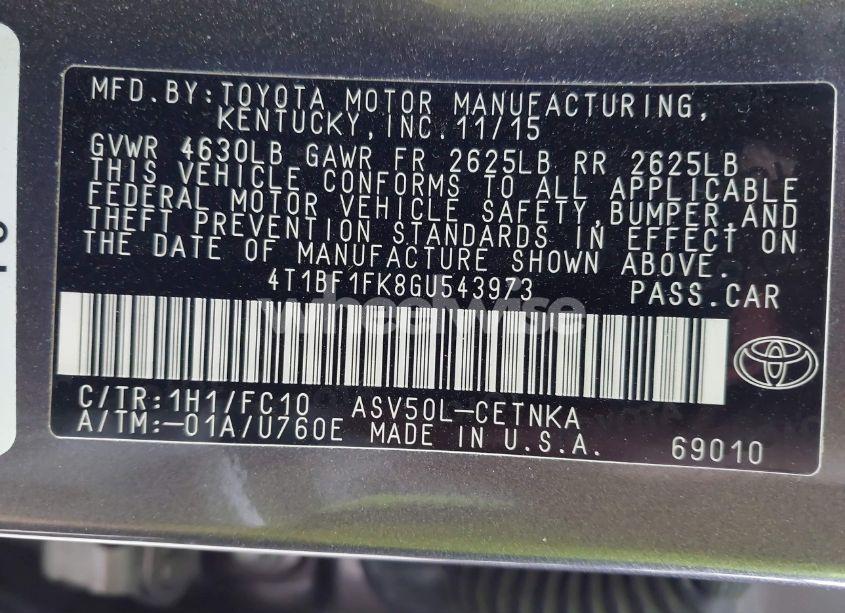 MFD.BY:TOYOTA MOTOR MANUFACTURING,
KENTUCKY,INC.11/15
GVWR 4630LB GAWR FR 2625LB RR 2625LB
THIS VEHICLE CONFORMS TO ALL APPLICABLE
FEDERAL MOTOR VEHICLE SAFETY,BUMPER,AND
THEFT PREVENTION STANDARDS IN EFFECT ON
THE DATE OF MANUFACTURE SHOWN ABOVE.
4T1BF1FK8GU543973 PASS.CAR
wheelwise
C/TR:1H1/FC10 ASV50L-CETNKA
A/TM:-01A/U760E MADE IN U.S.A. 69010